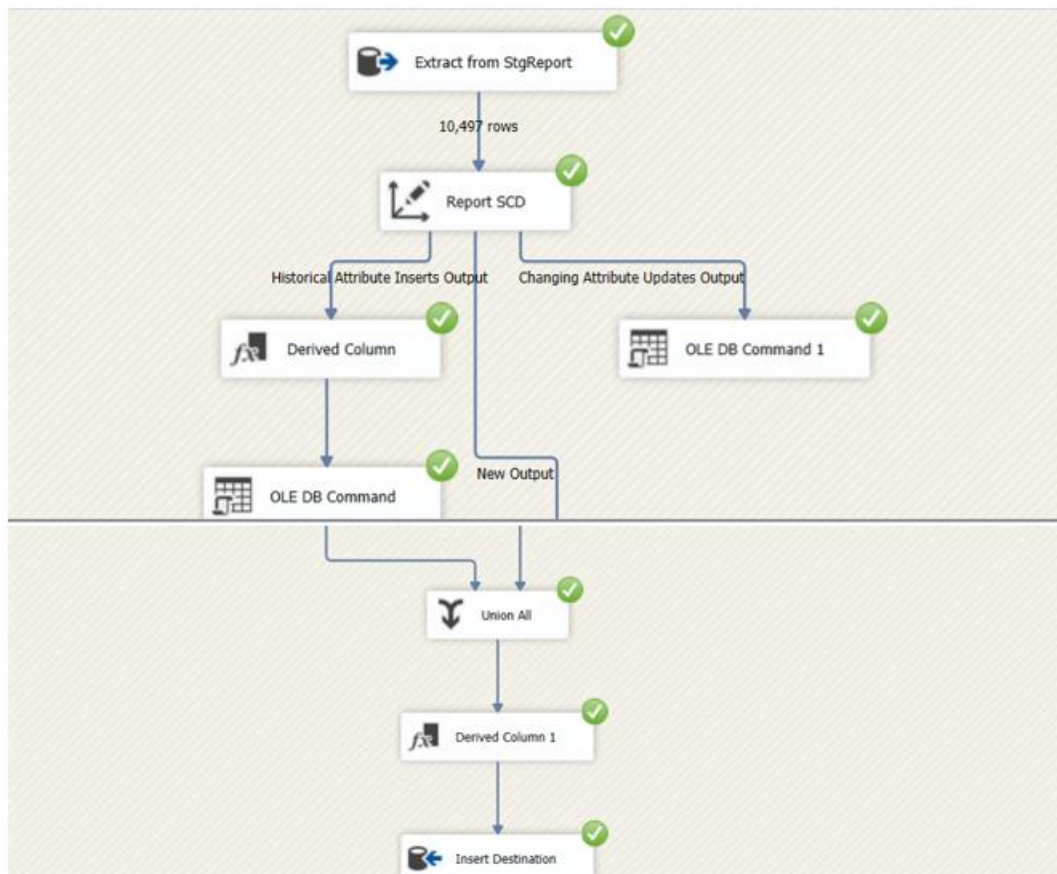 Extract from StgReport
10,497 rows
Report SCD
Historical Attribute Inserts Output
Changing Attribute Updates Output
Derived Column
OLE DB Command 1
New Output
OLE DB Command
Union All
Derived Column 1
Insert Destination